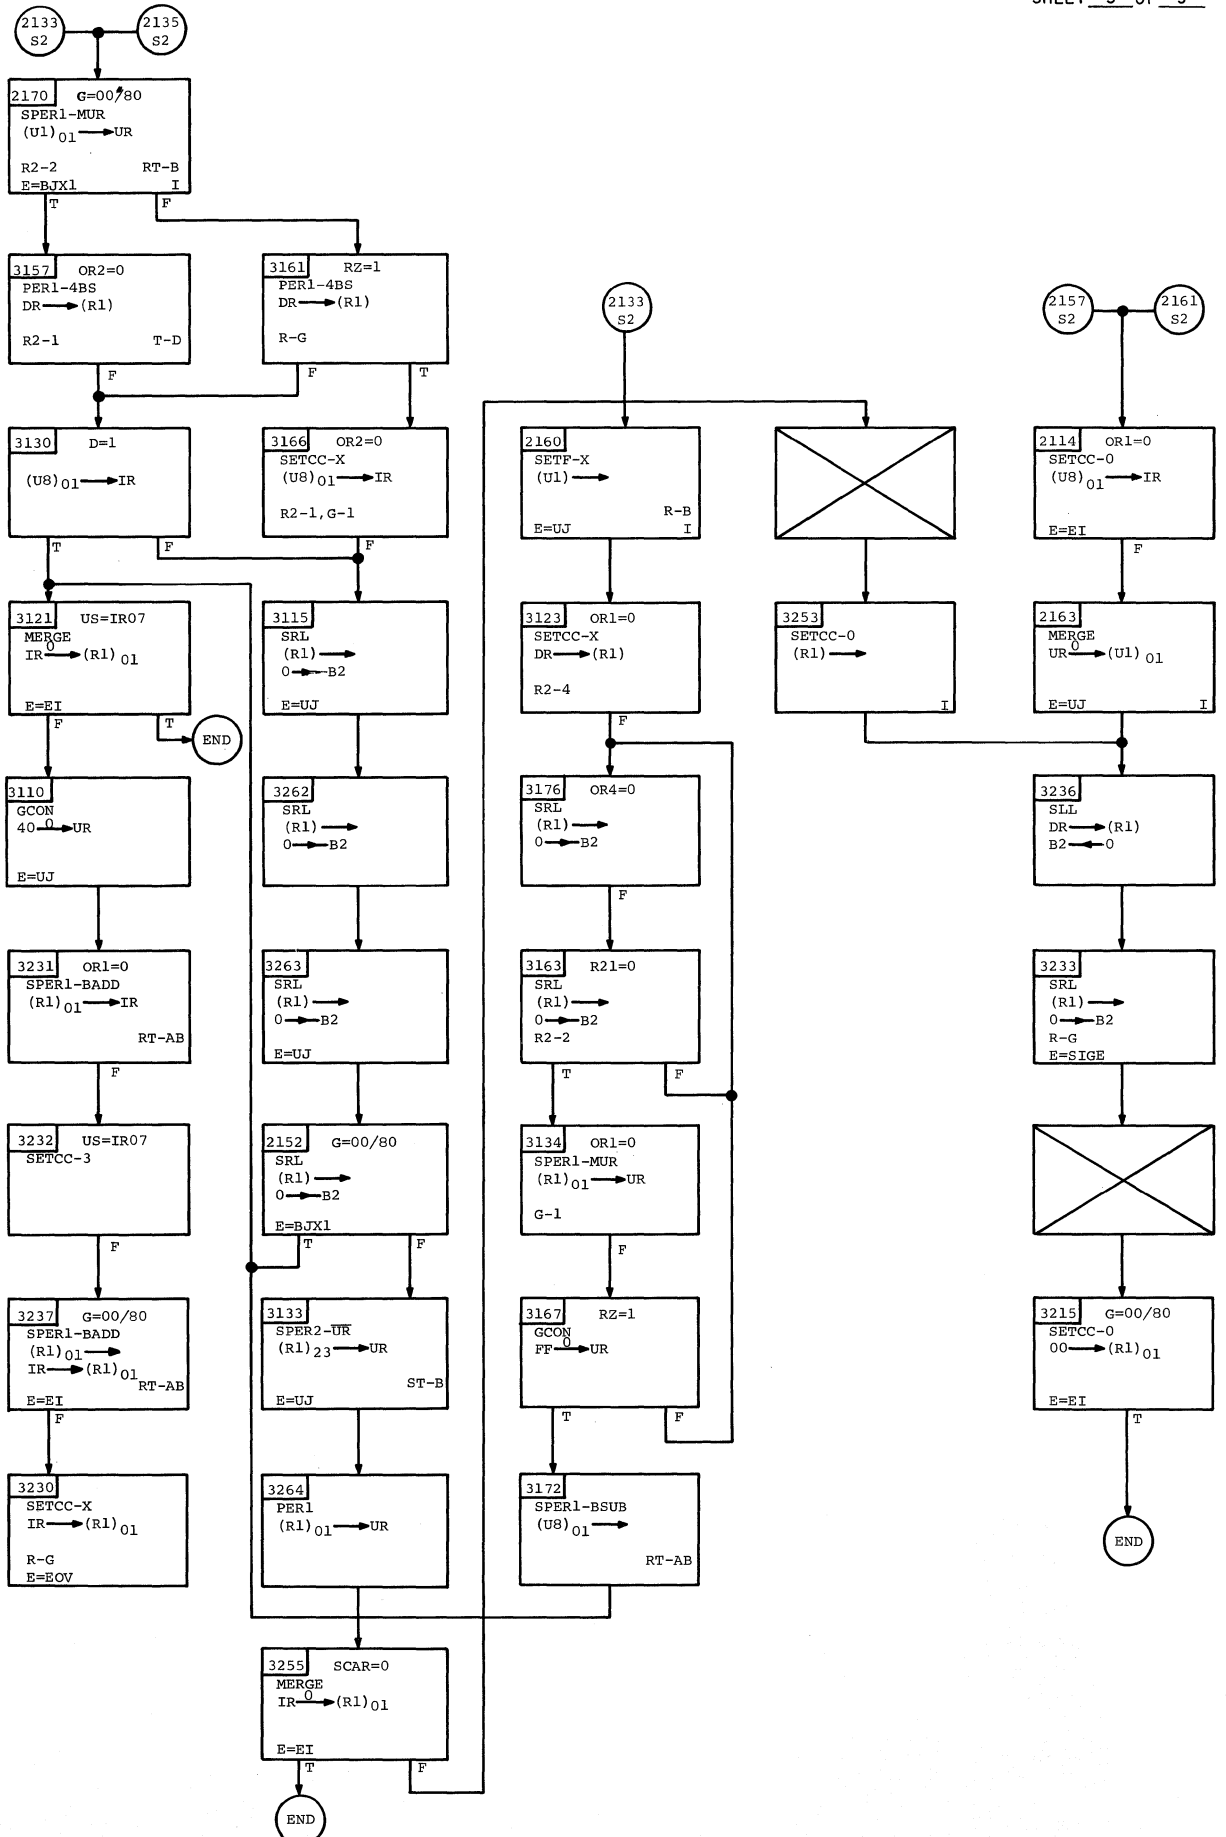 2133
S2
2135
S2
2170 G=00/80
SPER1-MUR
(U1)01 UR
R2-2 RT-B
E=BJX1 I
T F
3157 OR2=0
PER1-4BS
DR (R1)
R2-1 T-D
F
3161 RZ=1
PER1-4BS
DR (R1)
R-G
F T
3130 D=1
(U8)01 IR
T F
3166 OR2=0
SETCC-X
(U8)01 IR
R2-1,G-1
F
3121 US=IR07
MERGE
IR 0 (R1)01
E=EI
F T
END
3115
SRL
(R1)
0 B2
E=UJ
3110
GCON
40 0 UR
E=UJ
3262
SRL
(R1)
0 B2
3231 OR1=0
SPER1-BADD
(R1)01 IR
RT-AB
F
3263
SRL
(R1)
0 B2
E=UJ
3232 US=IR07
SETCC-3
F
2152 G=00/80
SRL
(R1)
0 B2
E=BJX1
T F
3237 G=00/80
SPER1-BADD
(R1)01
IR (R1)01
RT-AB
E=EI
F
3133
SPER2-U̅R̅
(R1)23 UR
ST-B
E=UJ
3230
SETCC-X
IR (R1)01
R-G
E=EOV
3264
PER1
(R1)01 UR
3255 SCAR=0
MERGE
IR 0 (R1)01
E=EI
T F
END
2133
S2
2160
SETF-X
(U1)
R-B
E=UJ I
3123 OR1=0
SETCC-X
DR (R1)
R2-4
F
3176 OR4=0
SRL
(R1)
0 B2
F
3163 R21=0
SRL
(R1)
0 B2
R2-2
T F
3134 OR1=0
SPER1-MUR
(R1)01 UR
G-1
F
3167 RZ=1
GCON
FF 0 UR
T F
3172
SPER1-BSUB
(U8)01
RT-AB
3253
SETCC-0
(R1)
I
2157
S2
2161
S2
2114 OR1=0
SETCC-0
(U8)01 IR
E=EI
F
2163
MERGE
UR 0 (U1)01
E=UJ I
3236
SLL
DR (R1)
B2 0
3233
SRL
(R1)
0 B2
R-G
E=SIGE
3215 G=00/80
SETCC-0
00 (R1)01
E=EI
T
END